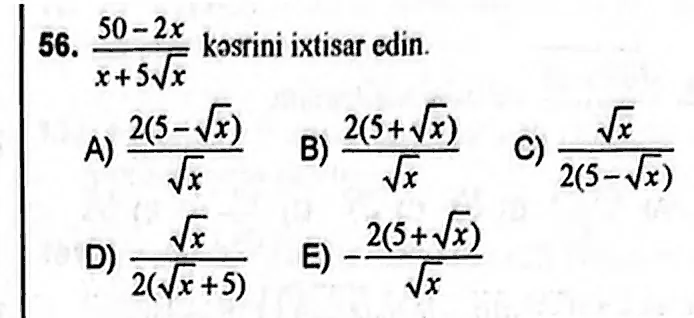 56. (50 − 2x)/(x + 5√x) kəsrini ixtisar edin.
A) 2(5 − √x)/√x B) 2(5 + √x)/√x C) √x/2(5 − √x)
D) √x/2(√x + 5) E) −2(5 + √x)/√x